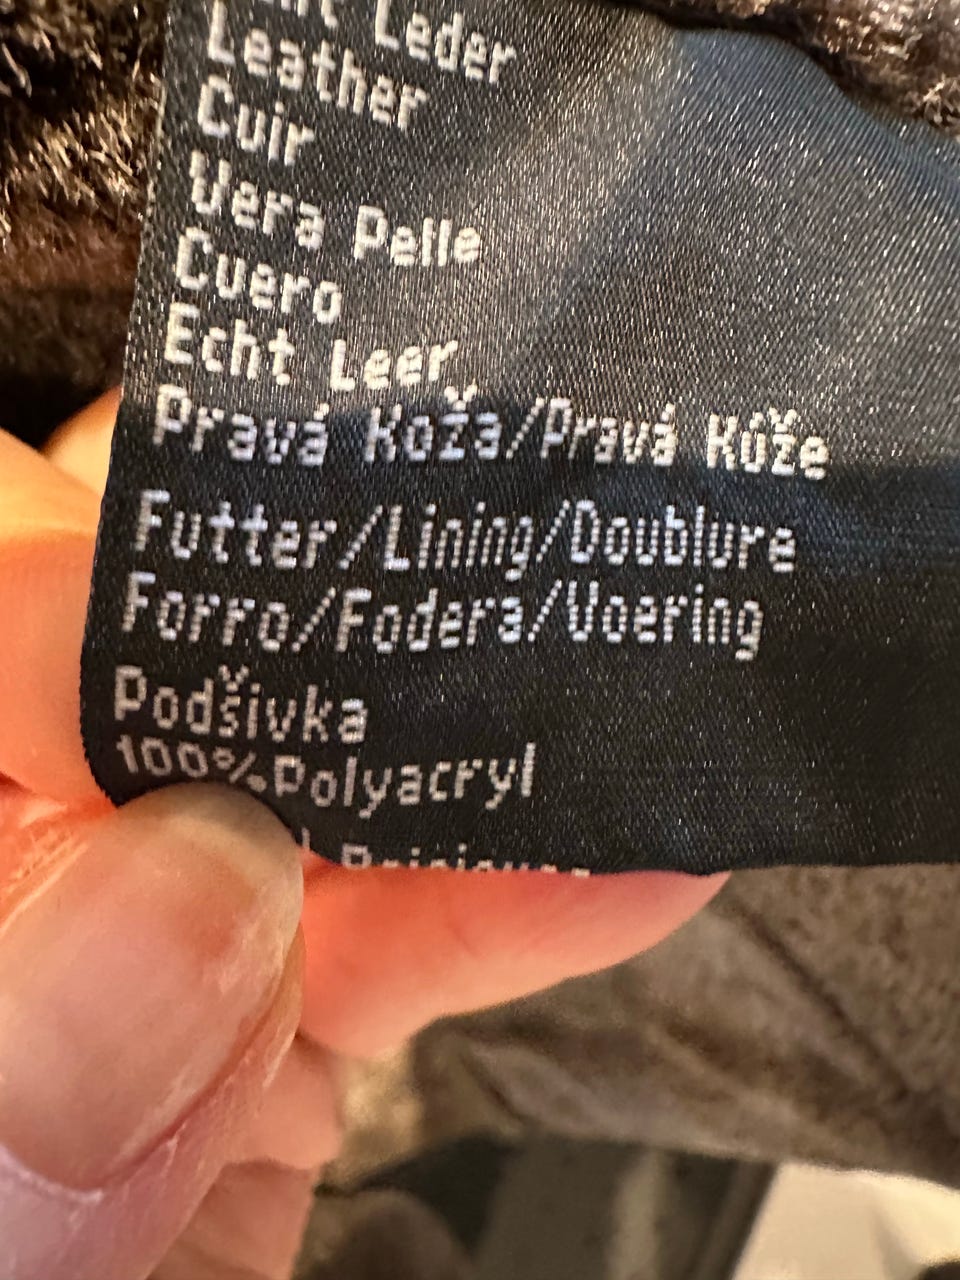 Leder
Leather
Cuir
Vera Pelle
Cuero
Echt Leer
Pravá Koža/Pravá Kůže
Futter/Lining/Doublure
Forro/Fodera/Voering
Podšivka
100%Polyacryl